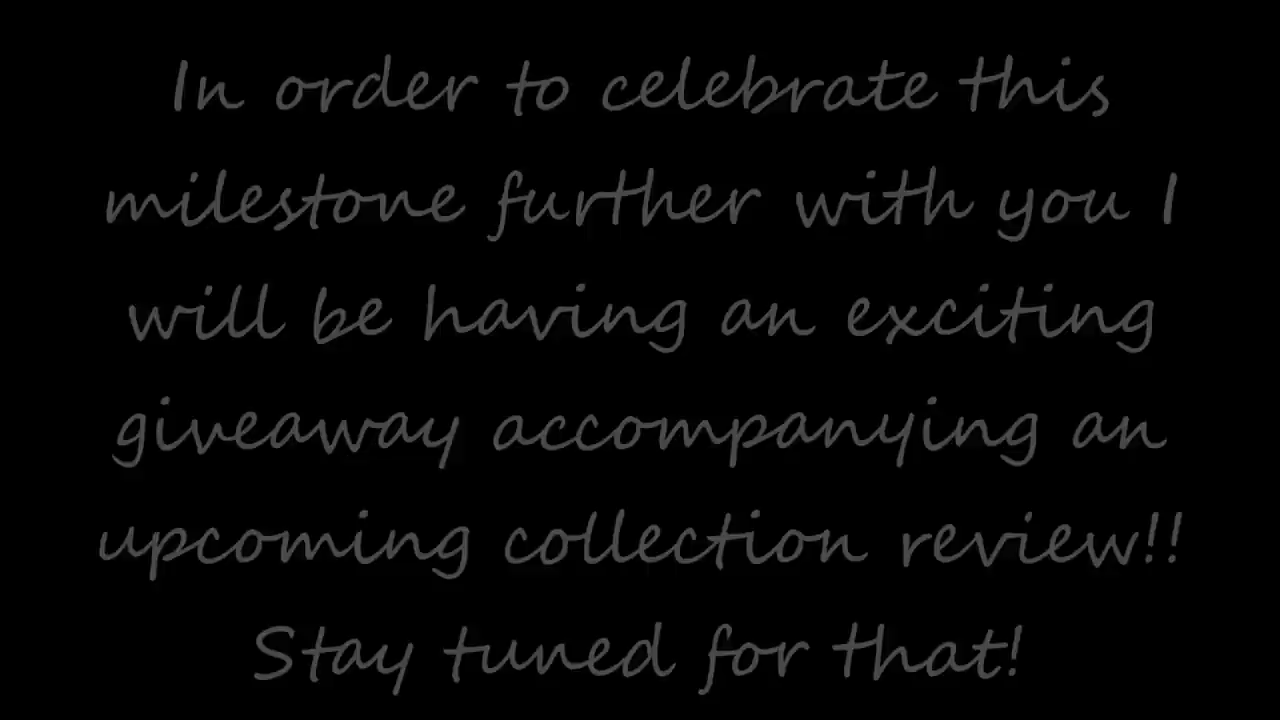 In order to celebrate this
milestone further with you I
will be having an exciting
giveaway accompanying an
upcoming collection review!!
Stay tuned for that!